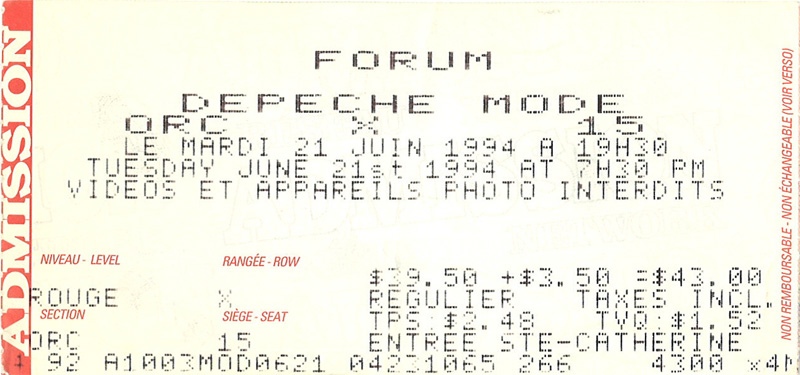 ADMISSION
FORUM
DEPECHE MODE
ORC X 15
LE MARDI 21 JUIN 1994 A 19H30
TUESDAY JUNE 21st 1994 AT 7H30 PM
VIDEOS ET APPAREILS PHOTO INTERDITS
NIVEAU - LEVEL RANGÉE - ROW
$39.50 +$3.50 =$43.00
ROUGE X REGULIER TAXES INCL.
SECTION SIÈGE - SEAT
TPS:$2.48 TVQ:$1.52
ORC 15 ENTREE STE-CATHERINE
92 A1003MOD0621 04231065 266 4300 x4M
NON REMBOURSABLE - NON ÉCHANGEABLE (VOIR VERSO)